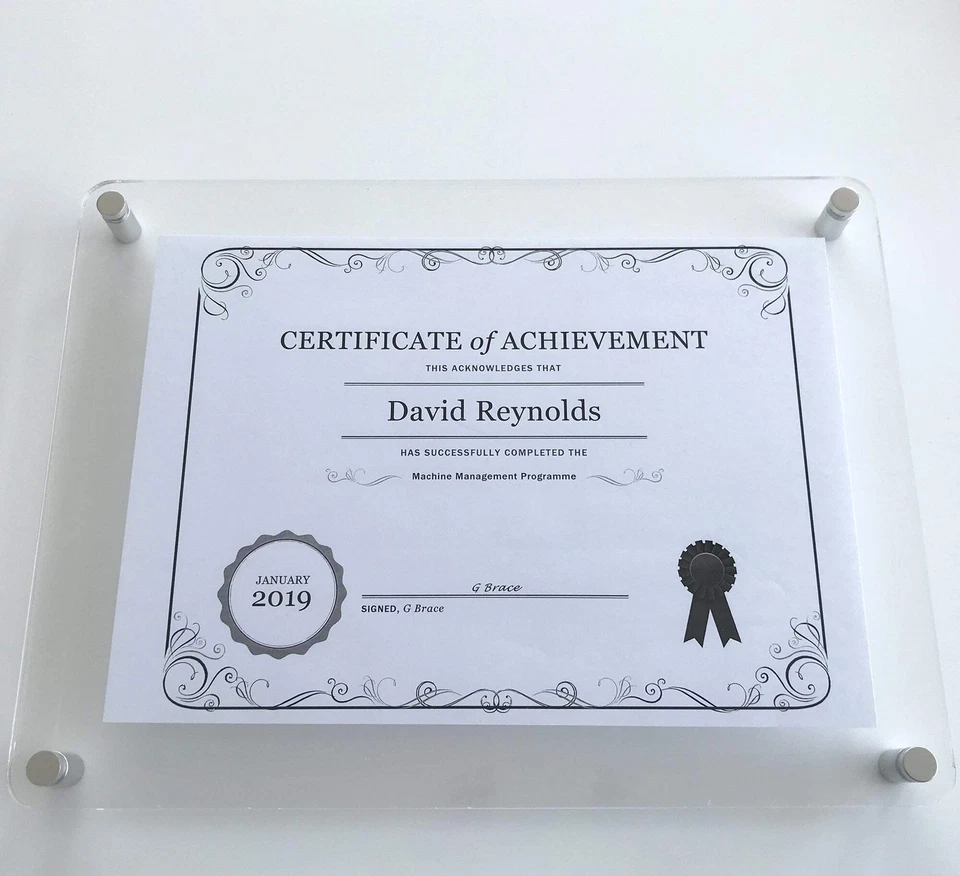 CERTIFICATE of ACHIEVEMENT
THIS ACKNOWLEDGES THAT
David Reynolds
HAS SUCCESSFULLY COMPLETED THE
Machine Management Programme
JANUARY
2019
G Brace
SIGNED, G Brace